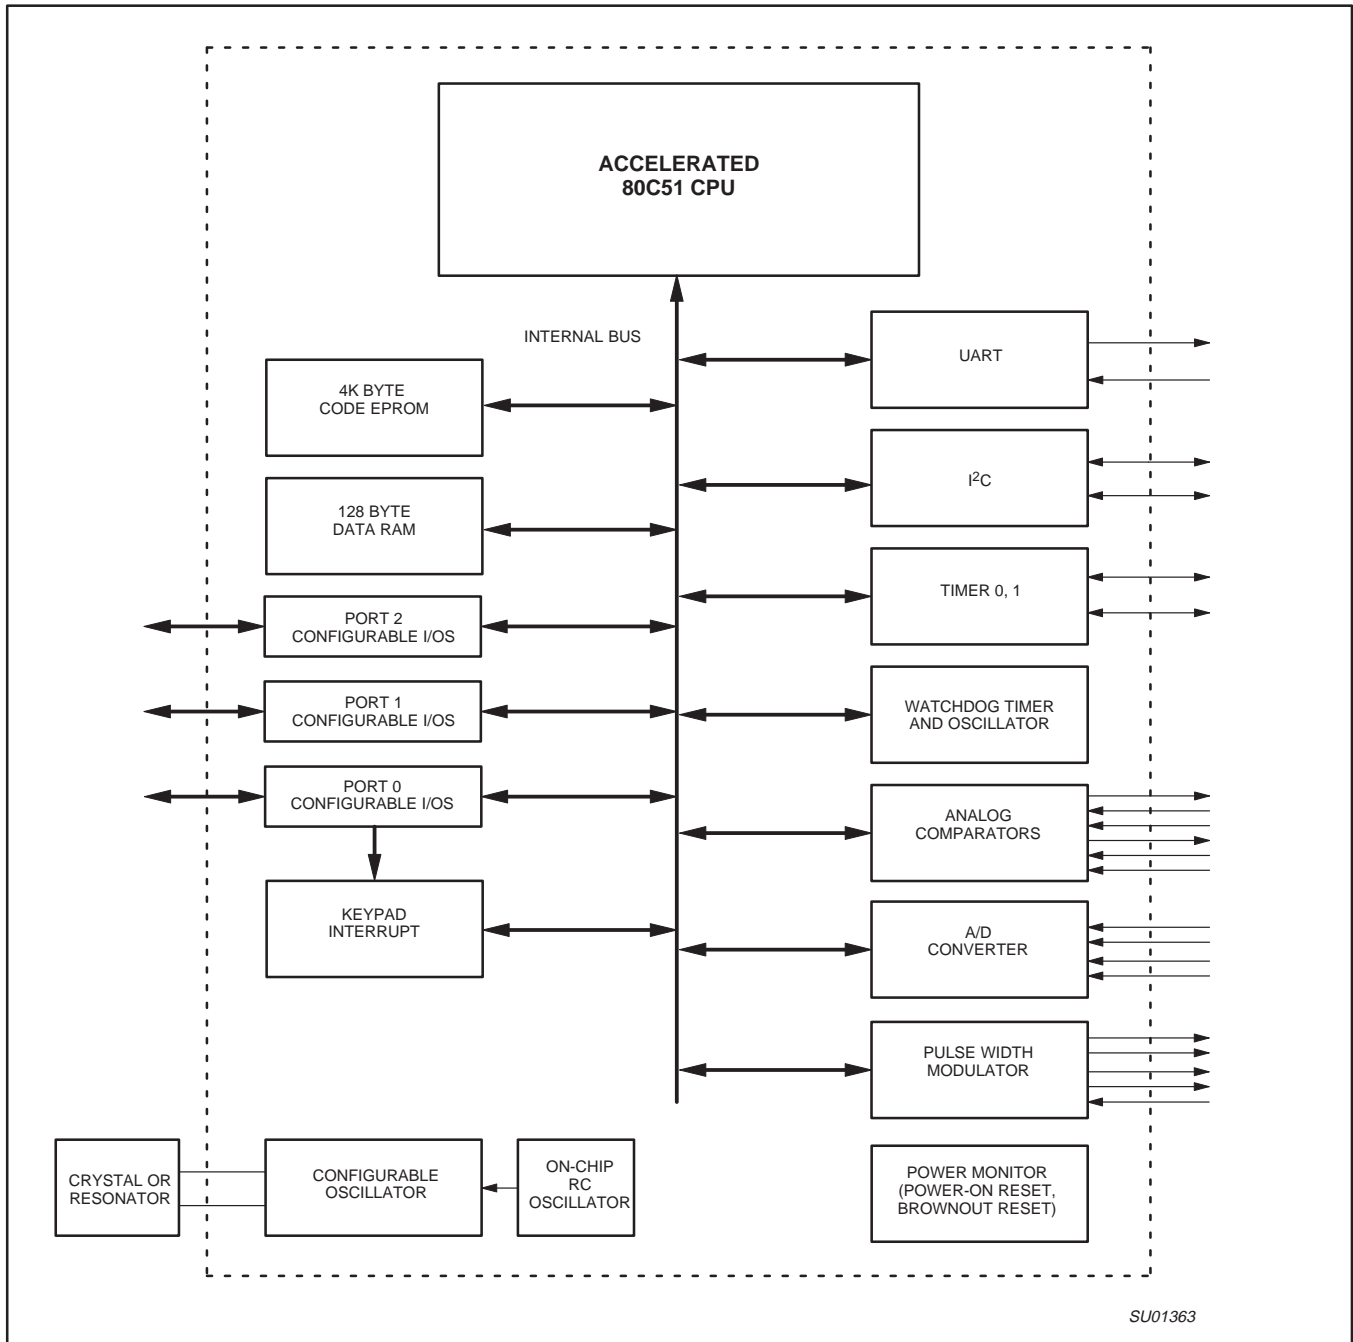 ACCELERATED
80C51 CPU
INTERNAL BUS
UART
4K BYTE
CODE EPROM
I²C
128 BYTE
DATA RAM
TIMER 0, 1
PORT 2
CONFIGURABLE I/OS
PORT 1
CONFIGURABLE I/OS
WATCHDOG TIMER
AND OSCILLATOR
PORT 0
CONFIGURABLE I/OS
ANALOG
COMPARATORS
KEYPAD
INTERRUPT
A/D
CONVERTER
PULSE WIDTH
MODULATOR
CRYSTAL OR
RESONATOR
CONFIGURABLE
OSCILLATOR
ON-CHIP
RC
OSCILLATOR
POWER MONITOR
(POWER-ON RESET,
BROWNOUT RESET)
SU01363